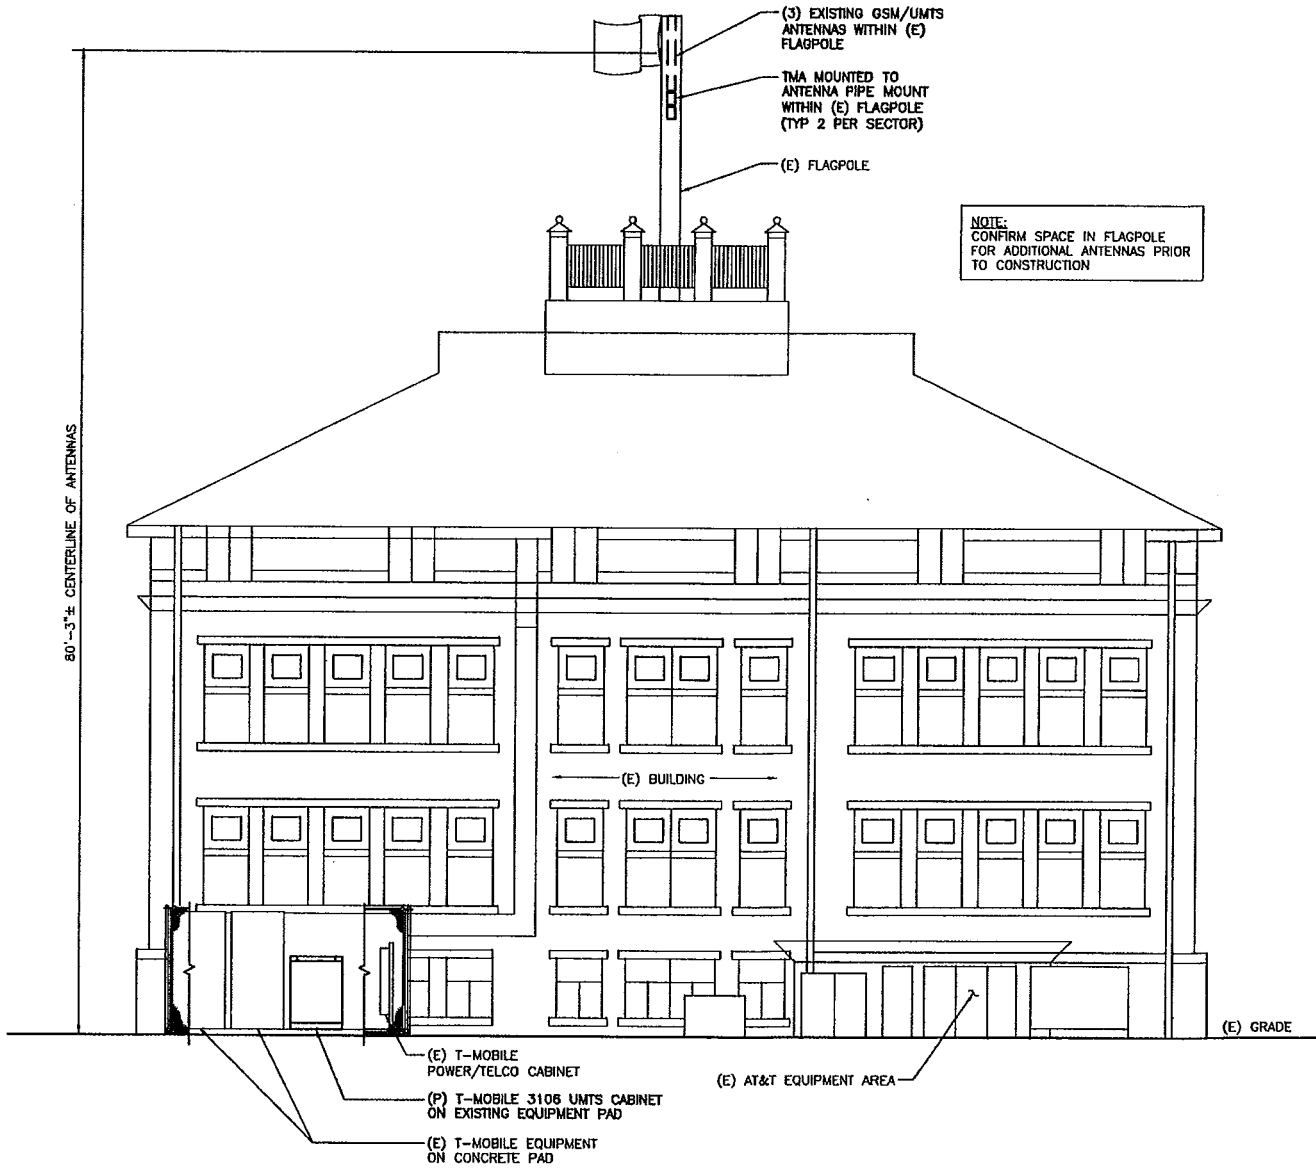 (3) EXISTING GSM/UMTS
ANTENNAS WITHIN (E)
FLAGPOLE
TMA MOUNTED TO
ANTENNA PIPE MOUNT
WITHIN (E) FLAGPOLE
(TYP 2 PER SECTOR)
(E) FLAGPOLE
NOTE:
CONFIRM SPACE IN FLAGPOLE
FOR ADDITIONAL ANTENNAS PRIOR
TO CONSTRUCTION
80'-3"± CENTERLINE OF ANTENNAS
(E) BUILDING
(E) GRADE
(E) T-MOBILE
POWER/TELCO CABINET
(E) AT&T EQUIPMENT AREA
(P) T-MOBILE 3106 UMTS CABINET
ON EXISTING EQUIPMENT PAD
(E) T-MOBILE EQUIPMENT
ON CONCRETE PAD